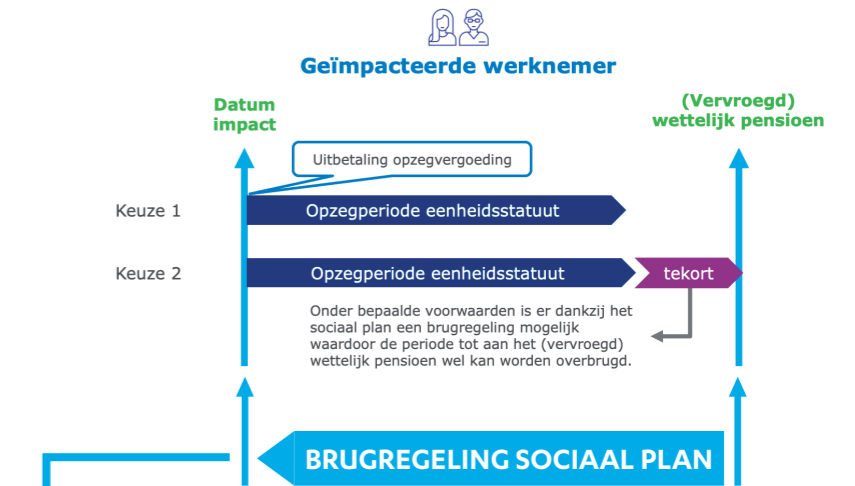 Geïmpacteerde werknemer
Datum
impact
(Vervroegd)
wettelijk pensioen
Uitbetaling opzegvergoeding
Keuze 1
Opzegperiode eenheidsstatuut
Keuze 2
Opzegperiode eenheidsstatuut
tekort
Onder bepaalde voorwaarden is er dankzij het
sociaal plan een brugregeling mogelijk
waardoor de periode tot aan het (vervroegd)
wettelijk pensioen wel kan worden overbrugd.
BRUGREGELING SOCIAAL PLAN